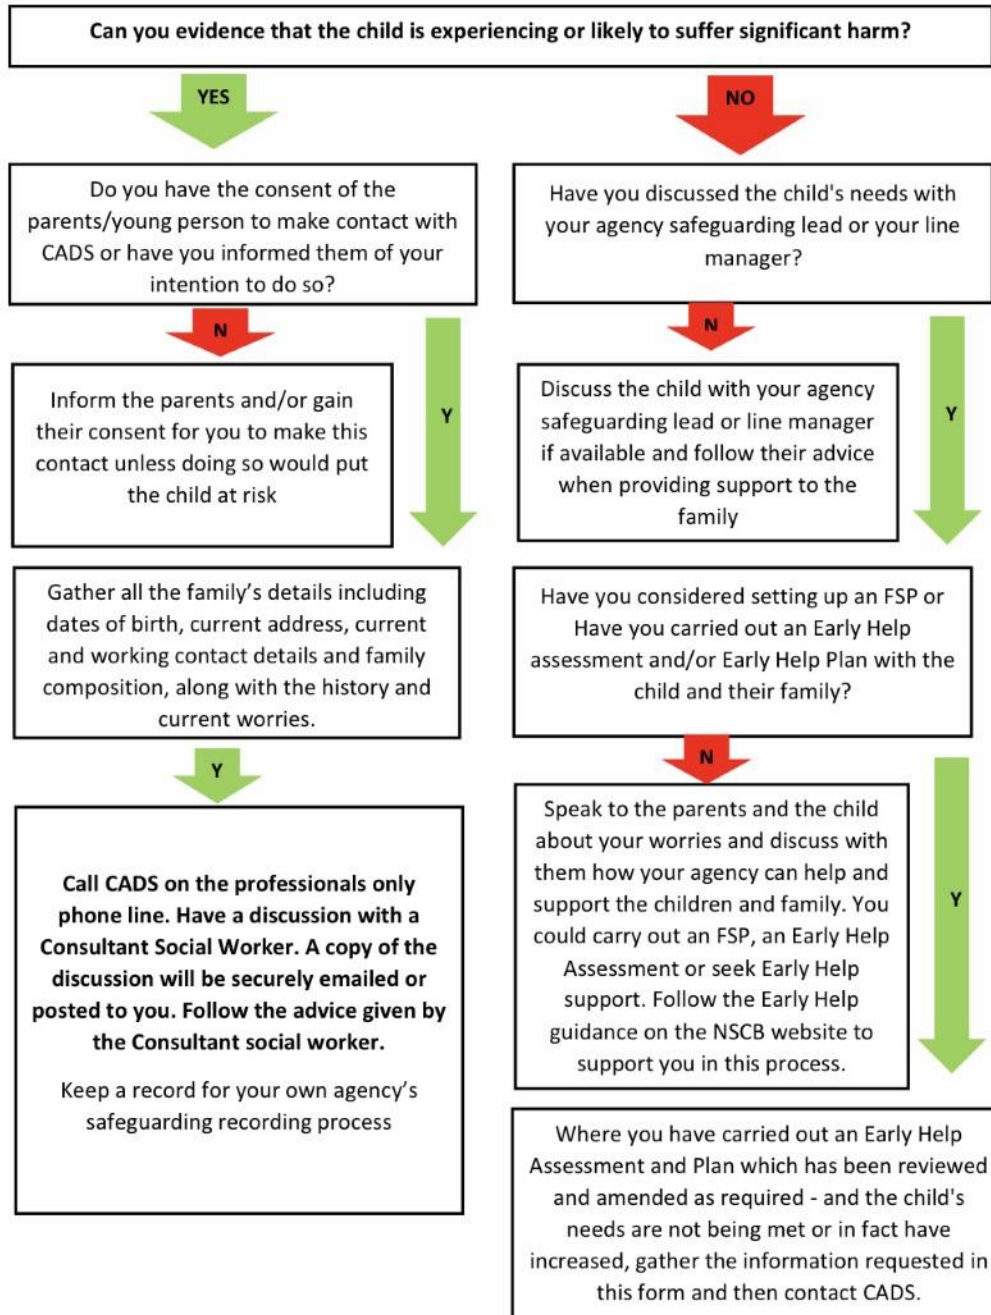 Can you evidence that the child is experiencing or likely to suffer significant harm?
YES
NO
Do you have the consent of the
parents/young person to make contact with
CADS or have you informed them of your
intention to do so?
Have you discussed the child's needs with
your agency safeguarding lead or your line
manager?
N
Y
N
Y
Inform the parents and/or gain
their consent for you to make this
contact unless doing so would put
the child at risk
Discuss the child with your agency
safeguarding lead or line manager
if available and follow their advice
when providing support to the
family
Gather all the family’s details including
dates of birth, current address, current
and working contact details and family
composition, along with the history and
current worries.
Have you considered setting up an FSP or
Have you carried out an Early Help
assessment and/or Early Help Plan with the
child and their family?
Y
N
Y
Call CADS on the professionals only
phone line. Have a discussion with a
Consultant Social Worker. A copy of the
discussion will be securely emailed or
posted to you. Follow the advice given by
the Consultant social worker.
Keep a record for your own agency’s
safeguarding recording process
Speak to the parents and the child
about your worries and discuss with
them how your agency can help and
support the children and family. You
could carry out an FSP, an Early Help
Assessment or seek Early Help
support. Follow the Early Help
guidance on the NSCB website to
support you in this process.
Where you have carried out an Early Help
Assessment and Plan which has been reviewed
and amended as required - and the child's
needs are not being met or in fact have
increased, gather the information requested in
this form and then contact CADS.